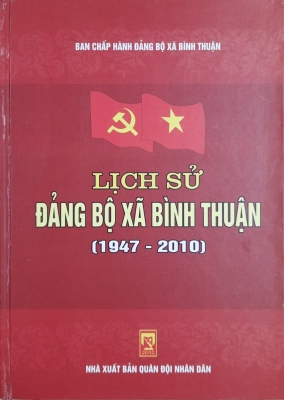 BAN CHẤP HÀNH ĐẢNG BỘ XÃ BÌNH THUẬN
LỊCH SỬ
ĐẢNG BỘ XÃ BÌNH THUẬN
(1947 - 2010)
NHÀ XUẤT BẢN QUÂN ĐỘI NHÂN DÂN